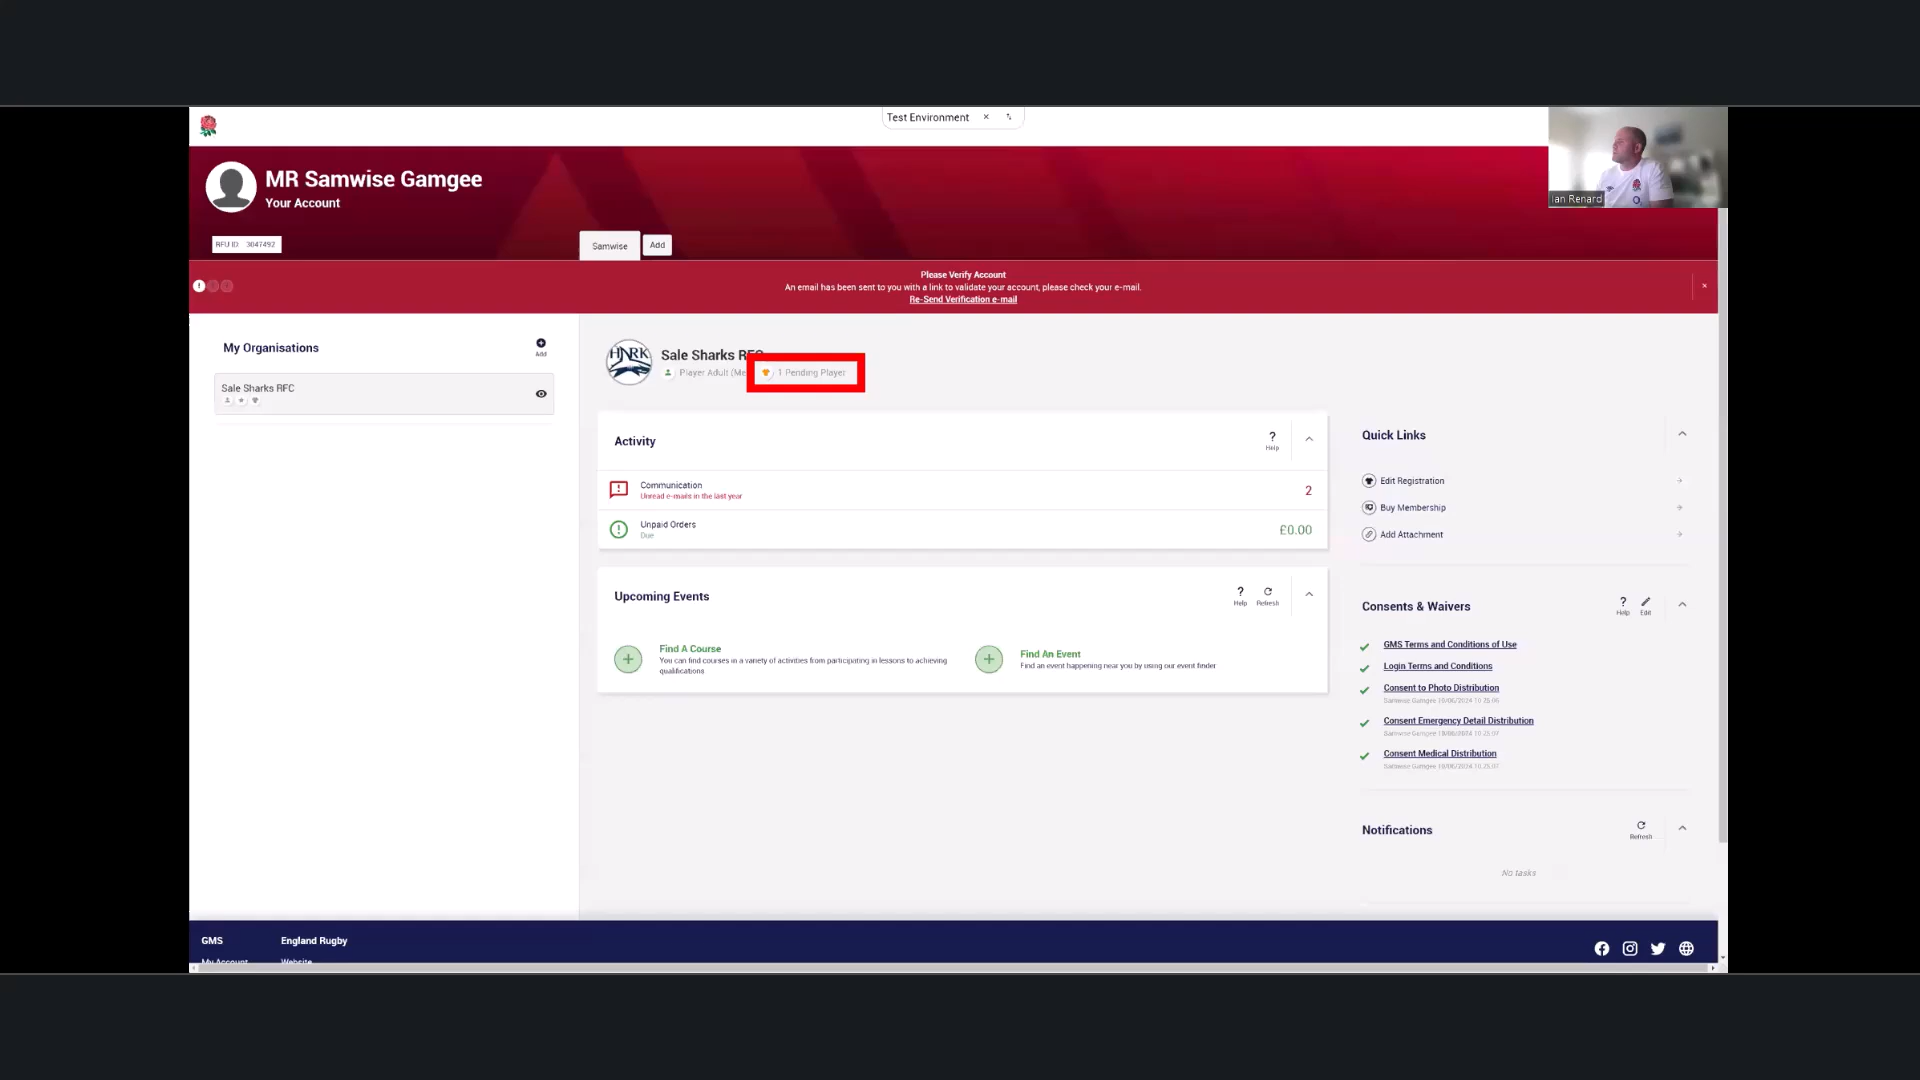 Test Environment
Ian Renard
MR Samwise Gamgee
Your Account
RFU ID: 3047492
Samwise
Add
Please Verify Account
An email has been sent to you with a link to validate your account, please check your e-mail.
Re-Send Verification e-mail
My Organisations
Add
Sale Sharks RFC
Sale Sharks RFC
Player Adult (Me
1 Pending Player
Activity
Help
Communication
Unread e-mails in the last year
2
Unpaid Orders
Due
£0.00
Upcoming Events
Help
Refresh
Find A Course
You can find courses in a variety of activities from participating in lessons to achieving
qualifications
Find An Event
Find an event happening near you by using our event finder
Quick Links
Edit Registration
Buy Membership
Add Attachment
Consents & Waivers
Help
Edit
GMS Terms and Conditions of Use
Login Terms and Conditions
Consent to Photo Distribution
Consent Emergency Detail Distribution
Consent Medical Distribution
Notifications
Refresh
No tasks
GMS
England Rugby
My Account
Website